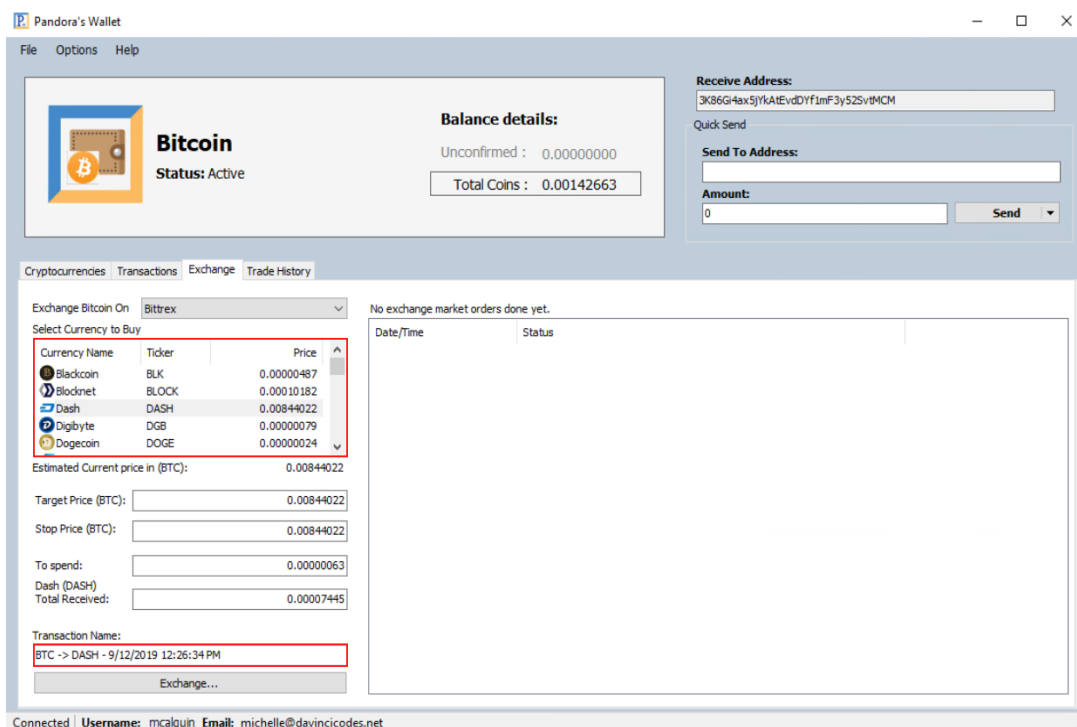 Pandora's Wallet
File Options Help
Bitcoin
Status: Active
Balance details:
Unconfirmed : 0.00000000
Total Coins : 0.00142663
Receive Address:
3K86Gi4ax5jYkAtEvdDYf1mF3y52SvtMCM
Quick Send
Send To Address:
Amount:
0
Send
Cryptocurrencies Transactions Exchange Trade History
Exchange Bitcoin On Bittrex
Select Currency to Buy
Currency Name Ticker Price
Blackcoin BLK 0.00000487
Blocknet BLOCK 0.00010182
Dash DASH 0.00844022
Digibyte DGB 0.00000079
Dogecoin DOGE 0.00000024
Estimated Current price in (BTC): 0.00844022
Target Price (BTC): 0.00844022
Stop Price (BTC): 0.00844022
To spend: 0.00000063
Dash (DASH)
Total Received: 0.00007445
Transaction Name:
BTC -> DASH - 9/12/2019 12:26:34 PM
Exchange...
No exchange market orders done yet.
Date/Time Status
Connected Username: mcalquin Email: michelle@davincicodes.net